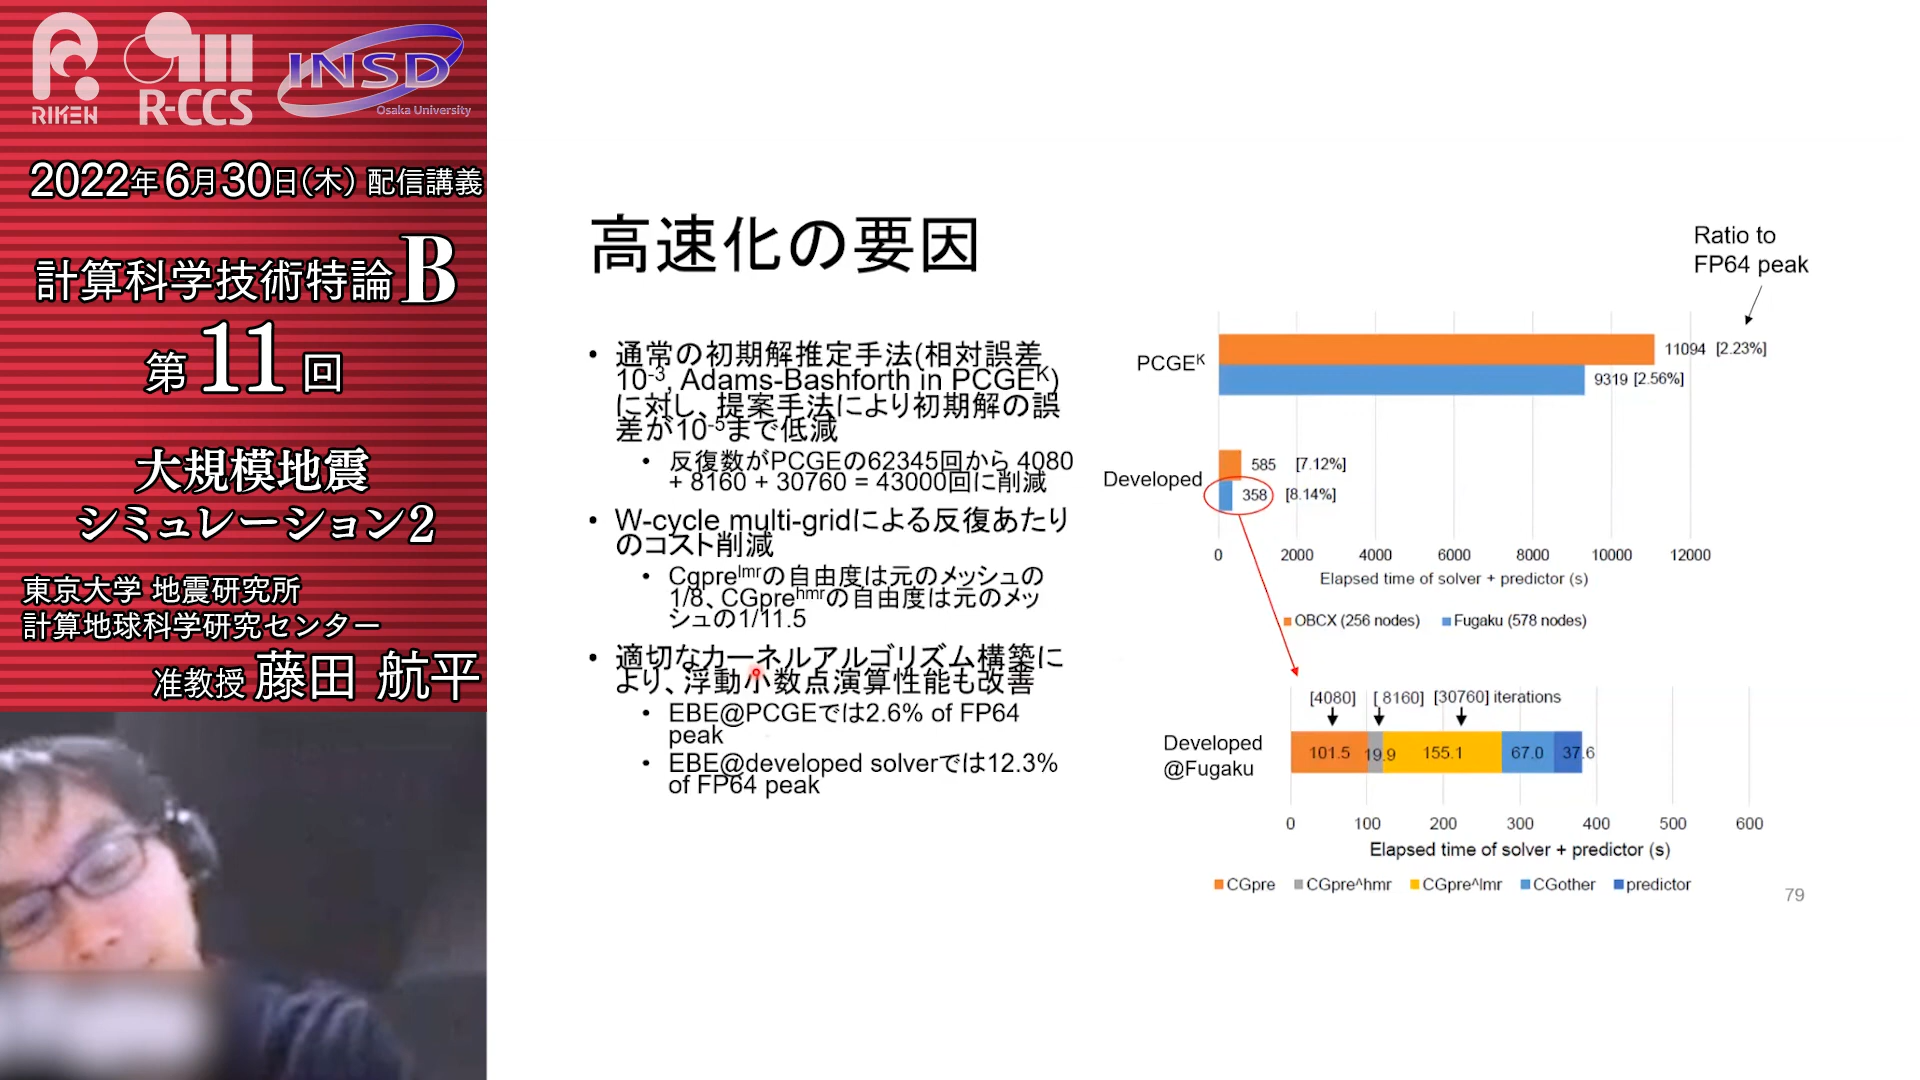 RIKEN
R-CCS
INSD
Osaka University
2022年6月30日(木) 配信講義
計算科学技術特論B
第11回
大規模地震
シミュレーション2
東京大学 地震研究所
計算地球科学研究センター
准教授 藤田 航平
高速化の要因
• 通常の初期解推定手法(相対誤差
10-3, Adams-Bashforth in PCGEK)
に対し、提案手法により初期解の誤
差が10-5まで低減
• 反復数がPCGEの62345回から 4080
+ 8160 + 30760 = 43000回に削減
• W-cycle multi-gridによる反復あたり
のコスト削減
• Cgprelmrの自由度は元のメッシュの
1/8、CGprehmrの自由度は元のメッ
シュの1/11.5
• 適切なカーネルアルゴリズム構築に
より、浮動小数点演算性能も改善
• EBE@PCGEでは2.6% of FP64
peak
• EBE@developed solverでは12.3%
of FP64 peak
Ratio to
FP64 peak
PCGEK
11094 [2.23%]
9319 [2.56%]
Developed
585 [7.12%]
358 [8.14%]
0 2000 4000 6000 8000 10000 12000
Elapsed time of solver + predictor (s)
OBCX (256 nodes) Fugaku (578 nodes)
[4080] [ 8160] [30760] iterations
Developed
@Fugaku
101.5 19.9 155.1 67.0 37.6
0 100 200 300 400 500 600
Elapsed time of solver + predictor (s)
CGpre CGpre^hmr CGpre^lmr CGother predictor
79